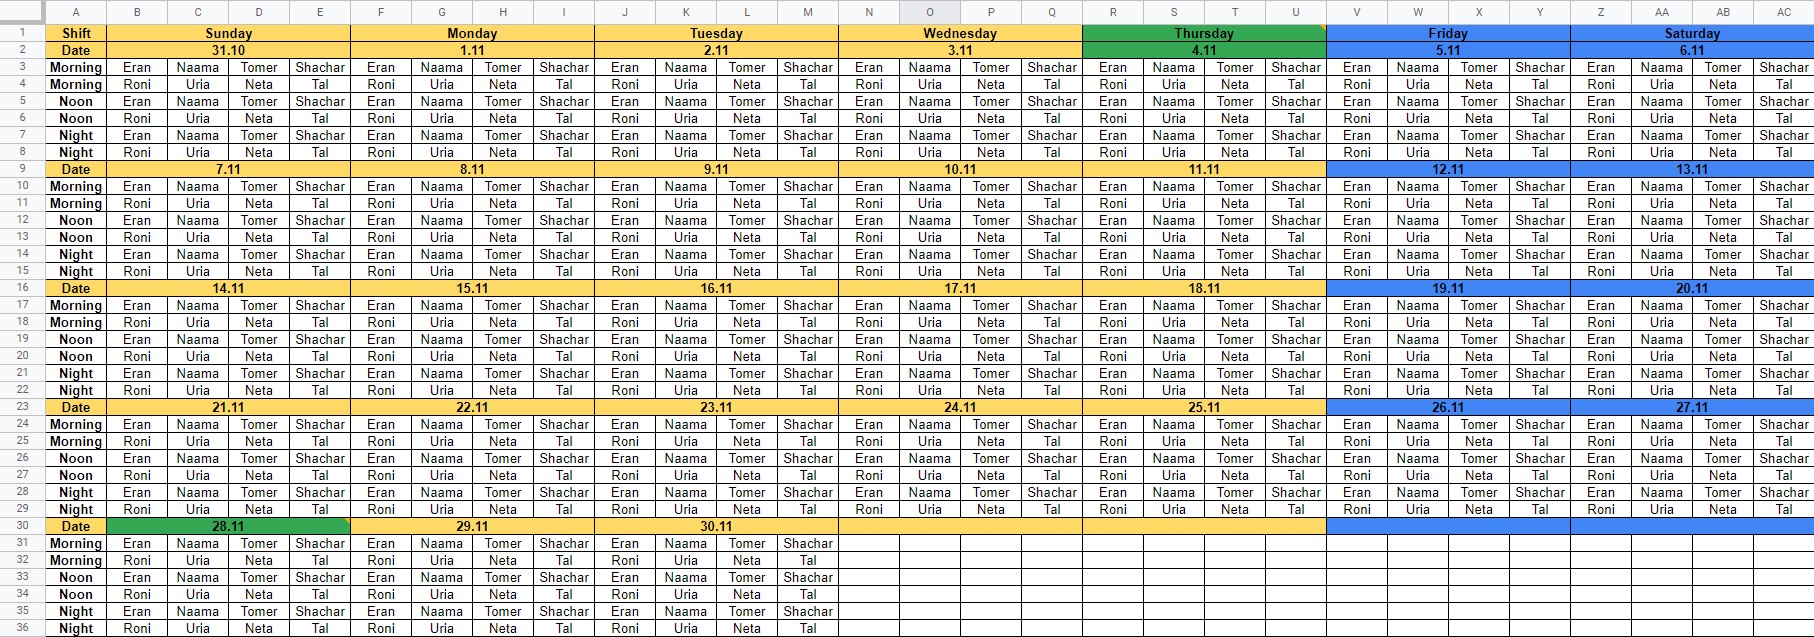 A B C D E F G H I J K L M N O P Q R S T U V W X Y Z AA AB AC
1 Shift Sunday Monday Tuesday Wednesday Thursday Friday Saturday
2 Date 31.10 1.11 2.11 3.11 4.11 5.11 6.11
3 Morning Eran Naama Tomer Shachar Eran Naama Tomer Shachar Eran Naama Tomer Shachar Eran Naama Tomer Shachar Eran Naama Tomer Shachar Eran Naama Tomer Shachar Eran Naama Tomer Shachar
4 Morning Roni Uria Neta Tal Roni Uria Neta Tal Roni Uria Neta Tal Roni Uria Neta Tal Roni Uria Neta Tal Roni Uria Neta Tal Roni Uria Neta Tal
5 Noon Eran Naama Tomer Shachar Eran Naama Tomer Shachar Eran Naama Tomer Shachar Eran Naama Tomer Shachar Eran Naama Tomer Shachar Eran Naama Tomer Shachar Eran Naama Tomer Shachar
6 Noon Roni Uria Neta Tal Roni Uria Neta Tal Roni Uria Neta Tal Roni Uria Neta Tal Roni Uria Neta Tal Roni Uria Neta Tal Roni Uria Neta Tal
7 Night Eran Naama Tomer Shachar Eran Naama Tomer Shachar Eran Naama Tomer Shachar Eran Naama Tomer Shachar Eran Naama Tomer Shachar Eran Naama Tomer Shachar Eran Naama Tomer Shachar
8 Night Roni Uria Neta Tal Roni Uria Neta Tal Roni Uria Neta Tal Roni Uria Neta Tal Roni Uria Neta Tal Roni Uria Neta Tal Roni Uria Neta Tal
9 Date 7.11 8.11 9.11 10.11 11.11 12.11 13.11
10 Morning Eran Naama Tomer Shachar Eran Naama Tomer Shachar Eran Naama Tomer Shachar Eran Naama Tomer Shachar Eran Naama Tomer Shachar Eran Naama Tomer Shachar Eran Naama Tomer Shachar
11 Morning Roni Uria Neta Tal Roni Uria Neta Tal Roni Uria Neta Tal Roni Uria Neta Tal Roni Uria Neta Tal Roni Uria Neta Tal Roni Uria Neta Tal
12 Noon Eran Naama Tomer Shachar Eran Naama Tomer Shachar Eran Naama Tomer Shachar Eran Naama Tomer Shachar Eran Naama Tomer Shachar Eran Naama Tomer Shachar Eran Naama Tomer Shachar
13 Noon Roni Uria Neta Tal Roni Uria Neta Tal Roni Uria Neta Tal Roni Uria Neta Tal Roni Uria Neta Tal Roni Uria Neta Tal Roni Uria Neta Tal
14 Night Eran Naama Tomer Shachar Eran Naama Tomer Shachar Eran Naama Tomer Shachar Eran Naama Tomer Shachar Eran Naama Tomer Shachar Eran Naama Tomer Shachar Eran Naama Tomer Shachar
15 Night Roni Uria Neta Tal Roni Uria Neta Tal Roni Uria Neta Tal Roni Uria Neta Tal Roni Uria Neta Tal Roni Uria Neta Tal Roni Uria Neta Tal
16 Date 14.11 15.11 16.11 17.11 18.11 19.11 20.11
17 Morning Eran Naama Tomer Shachar Eran Naama Tomer Shachar Eran Naama Tomer Shachar Eran Naama Tomer Shachar Eran Naama Tomer Shachar Eran Naama Tomer Shachar Eran Naama Tomer Shachar
18 Morning Roni Uria Neta Tal Roni Uria Neta Tal Roni Uria Neta Tal Roni Uria Neta Tal Roni Uria Neta Tal Roni Uria Neta Tal Roni Uria Neta Tal
19 Noon Eran Naama Tomer Shachar Eran Naama Tomer Shachar Eran Naama Tomer Shachar Eran Naama Tomer Shachar Eran Naama Tomer Shachar Eran Naama Tomer Shachar Eran Naama Tomer Shachar
20 Noon Roni Uria Neta Tal Roni Uria Neta Tal Roni Uria Neta Tal Roni Uria Neta Tal Roni Uria Neta Tal Roni Uria Neta Tal Roni Uria Neta Tal
21 Night Eran Naama Tomer Shachar Eran Naama Tomer Shachar Eran Naama Tomer Shachar Eran Naama Tomer Shachar Eran Naama Tomer Shachar Eran Naama Tomer Shachar Eran Naama Tomer Shachar
22 Night Roni Uria Neta Tal Roni Uria Neta Tal Roni Uria Neta Tal Roni Uria Neta Tal Roni Uria Neta Tal Roni Uria Neta Tal Roni Uria Neta Tal
23 Date 21.11 22.11 23.11 24.11 25.11 26.11 27.11
24 Morning Eran Naama Tomer Shachar Eran Naama Tomer Shachar Eran Naama Tomer Shachar Eran Naama Tomer Shachar Eran Naama Tomer Shachar Eran Naama Tomer Shachar Eran Naama Tomer Shachar
25 Morning Roni Uria Neta Tal Roni Uria Neta Tal Roni Uria Neta Tal Roni Uria Neta Tal Roni Uria Neta Tal Roni Uria Neta Tal Roni Uria Neta Tal
26 Noon Eran Naama Tomer Shachar Eran Naama Tomer Shachar Eran Naama Tomer Shachar Eran Naama Tomer Shachar Eran Naama Tomer Shachar Eran Naama Tomer Shachar Eran Naama Tomer Shachar
27 Noon Roni Uria Neta Tal Roni Uria Neta Tal Roni Uria Neta Tal Roni Uria Neta Tal Roni Uria Neta Tal Roni Uria Neta Tal Roni Uria Neta Tal
28 Night Eran Naama Tomer Shachar Eran Naama Tomer Shachar Eran Naama Tomer Shachar Eran Naama Tomer Shachar Eran Naama Tomer Shachar Eran Naama Tomer Shachar Eran Naama Tomer Shachar
29 Night Roni Uria Neta Tal Roni Uria Neta Tal Roni Uria Neta Tal Roni Uria Neta Tal Roni Uria Neta Tal Roni Uria Neta Tal Roni Uria Neta Tal
30 Date 28.11 29.11 30.11
31 Morning Eran Naama Tomer Shachar Eran Naama Tomer Shachar Eran Naama Tomer Shachar
32 Morning Roni Uria Neta Tal Roni Uria Neta Tal Roni Uria Neta Tal
33 Noon Eran Naama Tomer Shachar Eran Naama Tomer Shachar Eran Naama Tomer Shachar
34 Noon Roni Uria Neta Tal Roni Uria Neta Tal Roni Uria Neta Tal
35 Night Eran Naama Tomer Shachar Eran Naama Tomer Shachar Eran Naama Tomer Shachar
36 Night Roni Uria Neta Tal Roni Uria Neta Tal Roni Uria Neta Tal